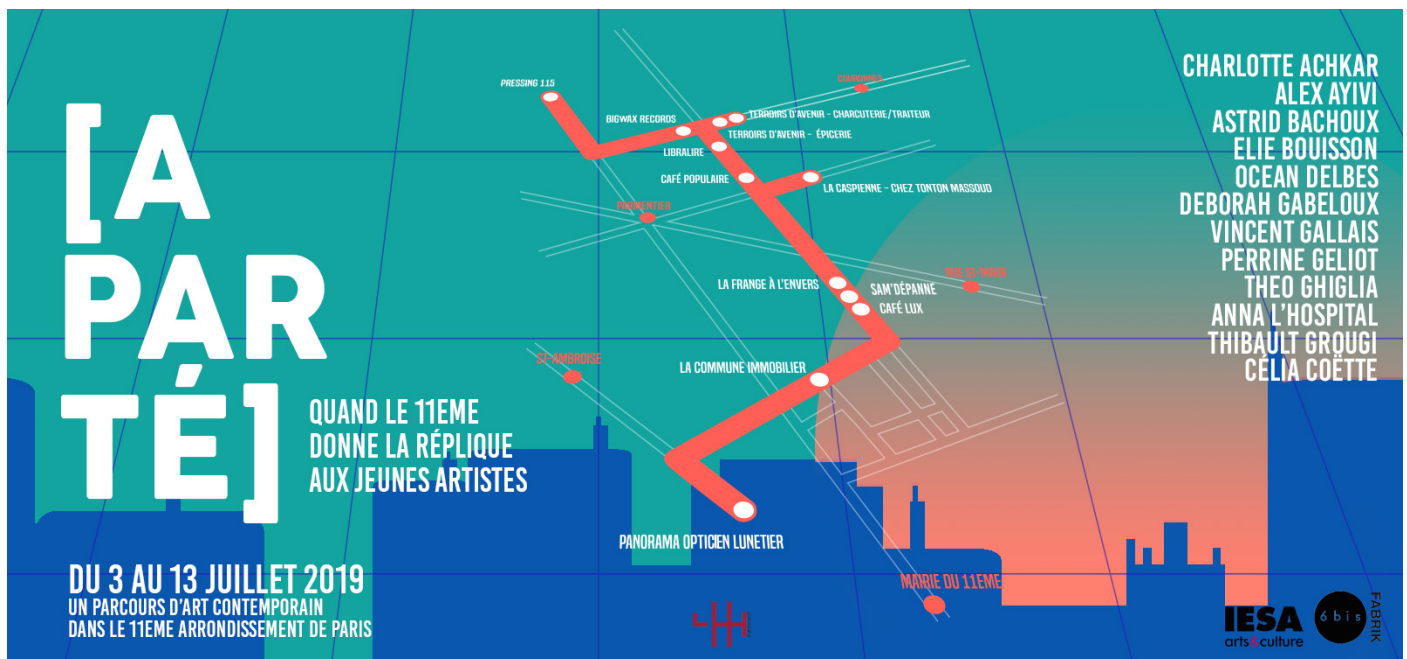 [A
PAR
TÉ]
QUAND LE 11EME
DONNE LA RÉPLIQUE
AUX JEUNES ARTISTES
DU 3 AU 13 JUILLET 2019
UN PARCOURS D'ART CONTEMPORAIN
DANS LE 11EME ARRONDISSEMENT DE PARIS
PRESSING 115
COURONNES
BIGWAX RECORDS
TERROIRS D'AVENIR - CHARCUTERIE/TRAITEUR
TERROIRS D'AVENIR - ÉPICERIE
LIBRALIRE
CAFÉ POPULAIRE
LA CASPIENNE - CHEZ TONTON MASSOUD
PARMENTIER
LA FRANGE À L'ENVERS
SAM'DÉPANNE
CAFÉ LUX
RUE ST-MAUR
ST-AMBROISE
LA COMMUNE IMMOBILIER
PANORAMA OPTICIEN LUNETIER
MAIRIE DU 11EME
CHARLOTTE ACHKAR
ALEX AYIVI
ASTRID BACHOUX
ELIE BOUISSON
OCEAN DELBES
DEBORAH GABELOUX
VINCENT GALLAIS
PERRINE GELIOT
THEO GHIGLIA
ANNA L'HOSPITAL
THIBAULT GROUGI
CÉLIA COËTTE
IESA
arts&culture
6bis
FABRIK